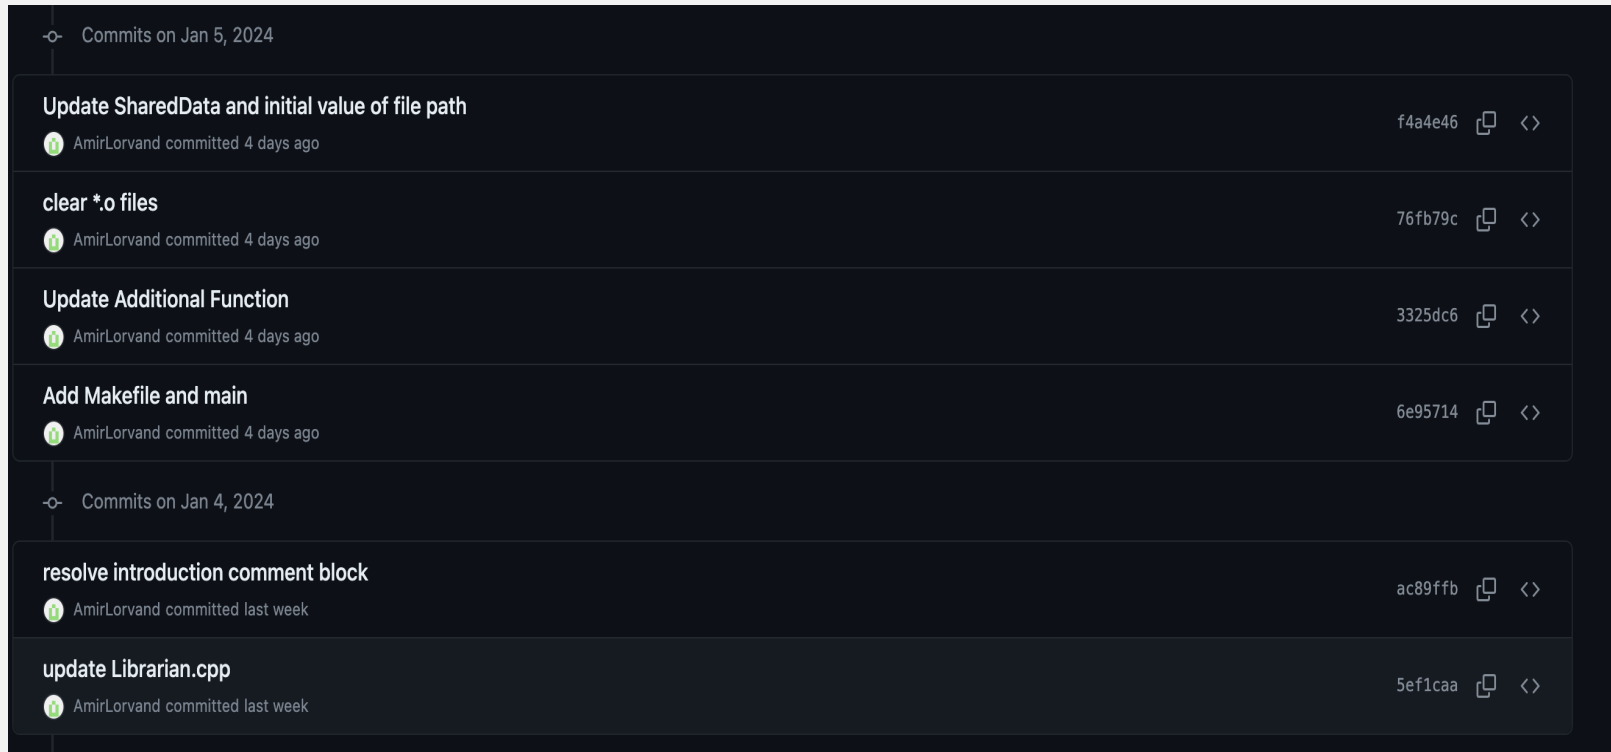 Commits on Jan 5, 2024
Update SharedData and initial value of file path
AmirLorvand committed 4 days ago
f4a4e46
clear *.o files
AmirLorvand committed 4 days ago
76fb79c
Update Additional Function
AmirLorvand committed 4 days ago
3325dc6
Add Makefile and main
AmirLorvand committed 4 days ago
6e95714
Commits on Jan 4, 2024
resolve introduction comment block
AmirLorvand committed last week
ac89ffb
update Librarian.cpp
AmirLorvand committed last week
5ef1caa